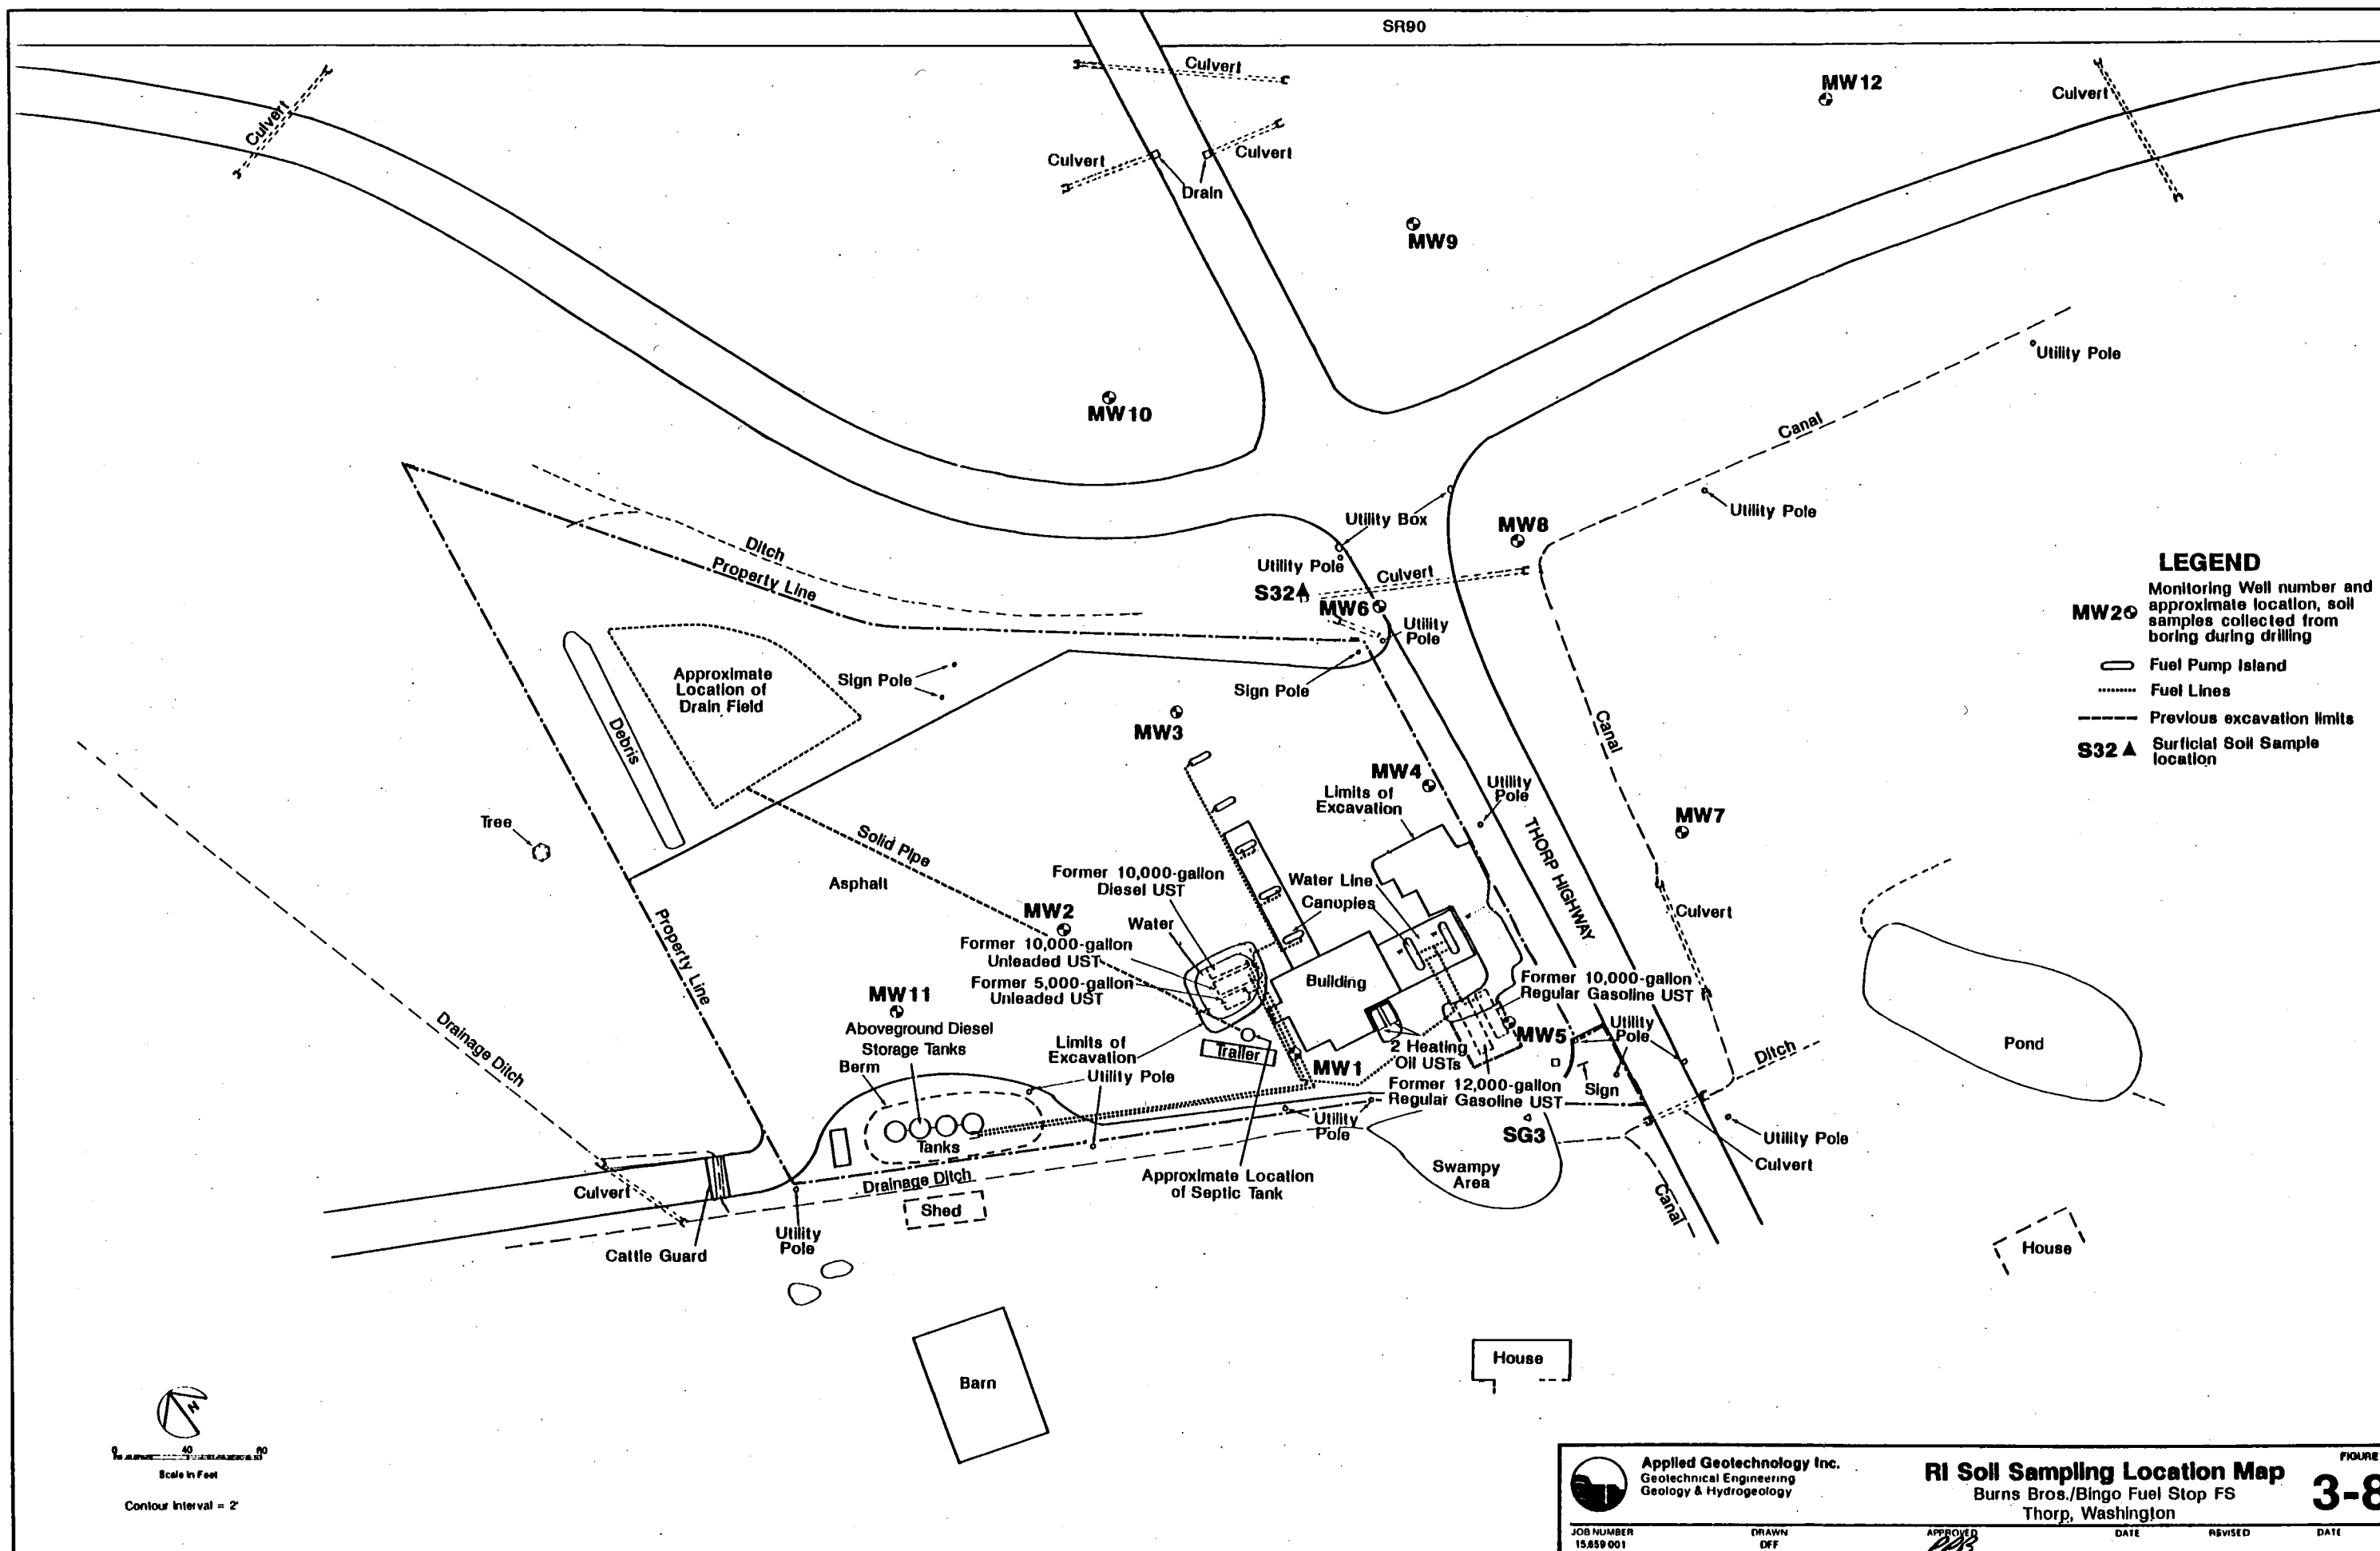 SR90
Culvert
Culvert
MW12
Culvert
Culvert
Culvert
Drain
MW9
Utility Pole
MW10
Canal
Utility Box
MW8
Utility Pole
Ditch
Property Line
Utility Pole
Culvert
S32
MW6
Utility
Pole
LEGEND
MW2
Monitoring Well number and
approximate location, soil
samples collected from
boring during drilling
Fuel Pump Island
Fuel Lines
Previous excavation limits
S32
Surficial Soil Sample
location
Approximate
Location of
Drain Field
Sign Pole
Sign Pole
Debris
MW3
Canal
MW4
Limits of
Excavation
Utility
Pole
MW7
Tree
Solid Pipe
THORP HIGHWAY
Asphalt
Former 10,000-gallon
Diesel UST
Water Line
Canopies
Culvert
MW2
Water
Property Line
Former 10,000-gallon
Unleaded UST
Former 5,000-gallon
Unleaded UST
Building
Former 10,000-gallon
Regular Gasoline UST
MW11
Aboveground Diesel
Storage Tanks
Berm
Limits of
Excavation
Utility Pole
Trailer
MW1
2 Heating
Oil USTs
MW5
Utility
Pole
Ditch
Pond
Drainage Ditch
Former 12,000-gallon
Regular Gasoline UST
Sign
Tanks
Utility
Pole
SG3
Utility Pole
Culvert
Drainage Ditch
Approximate Location
of Septic Tank
Swampy
Area
Canal
Culvert
Shed
Cattle Guard
Utility
Pole
House
Barn
House
N
0 40 80
Scale in Feet
Contour Interval = 2'
Applied Geotechnology Inc.
Geotechnical Engineering
Geology & Hydrogeology
RI Soil Sampling Location Map
Burns Bros./Bingo Fuel Stop FS
Thorp, Washington
FIGURE
3-8
JOB NUMBER
15,659 001
DRAWN
DFF
APPROVED
DATE
REVISED
DATE